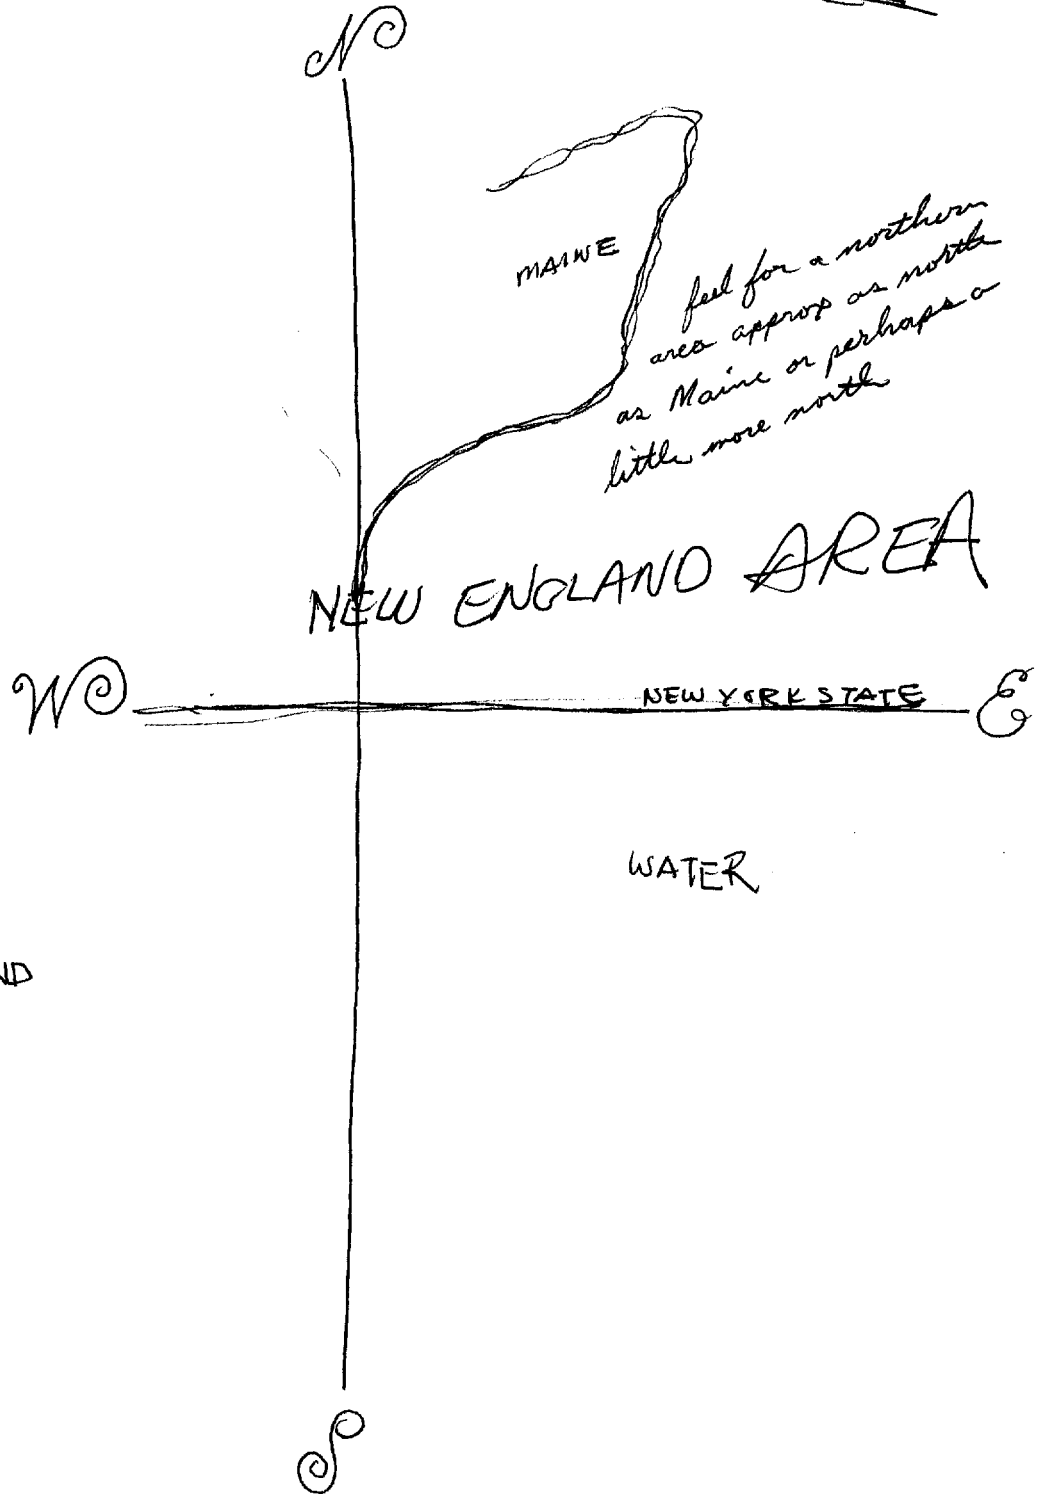 N
MAINE
feel for a northern
area approx as north
as Maine or perhaps a
little more north
NEW ENGLAND AREA
W
NEW YORK STATE
E
WATER
ND
S